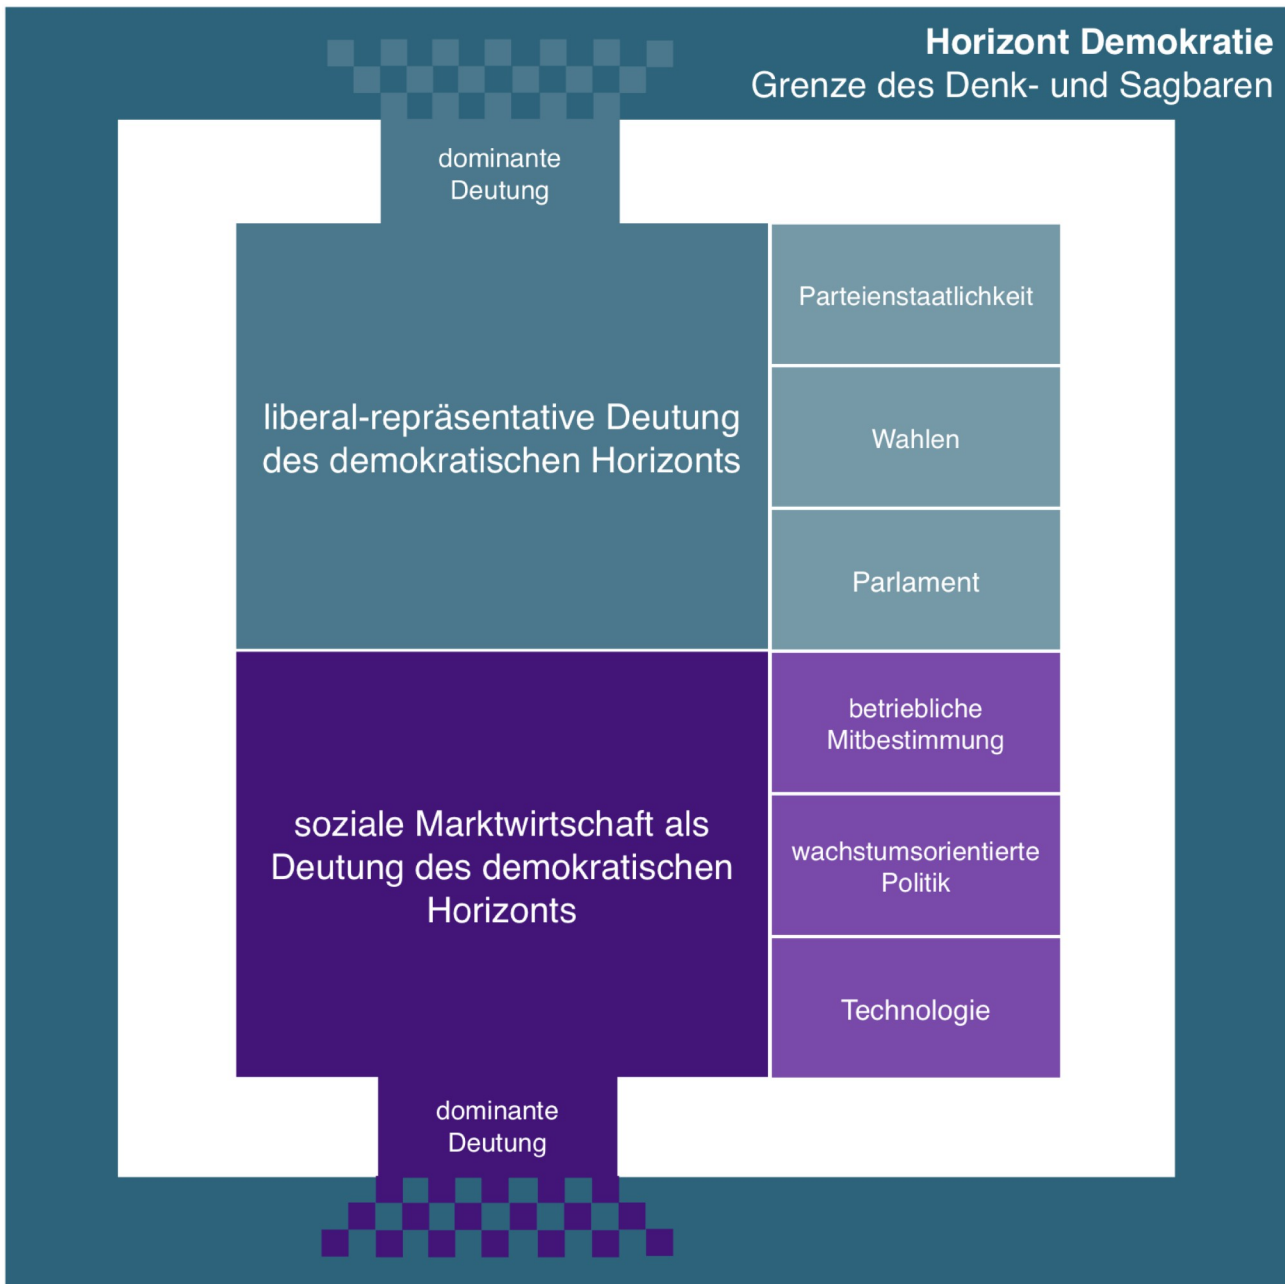 Horizont Demokratie
Grenze des Denk- und Sagbaren
dominante
Deutung
liberal-repräsentative Deutung
des demokratischen Horizonts
Parteienstaatlichkeit
Wahlen
Parlament
soziale Marktwirtschaft als
Deutung des demokratischen
Horizonts
betriebliche
Mitbestimmung
wachstumsorientierte
Politik
Technologie
dominante
Deutung